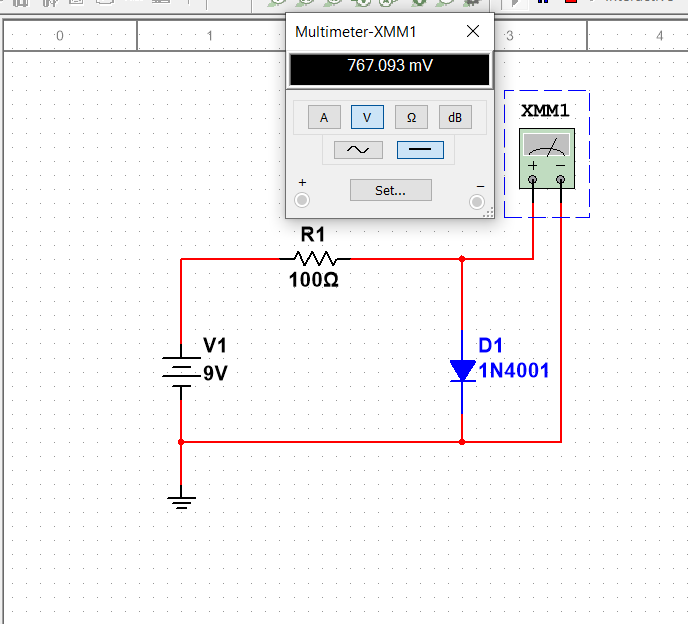 0 1 3 4
Multimeter-XMM1
767.093 mV
A V Ω dB
Set...
+ −
XMM1
+ −
R1
100Ω
V1
9V
D1
1N4001